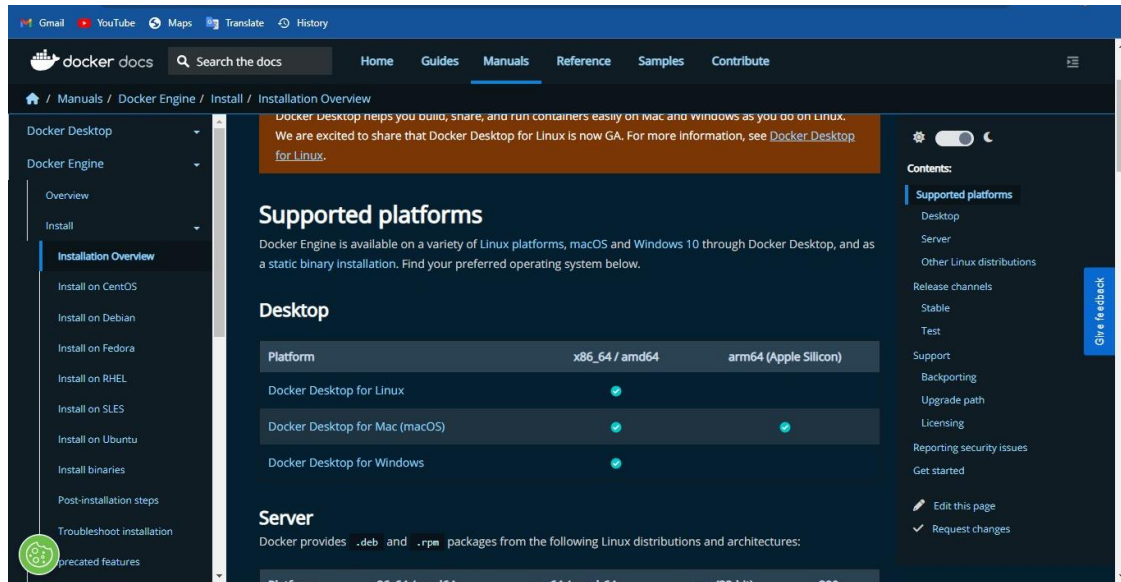 Gmail YouTube Maps Translate History
docker docs Search the docs Home Guides Manuals Reference Samples Contribute
/ Manuals / Docker Engine / Install / Installation Overview
Docker Desktop
Docker Engine
Overview
Install
Installation Overview
Install on CentOS
Install on Debian
Install on Fedora
Install on RHEL
Install on SLES
Install on Ubuntu
Install binaries
Post-installation steps
Troubleshoot installation
precated features
Docker Desktop helps you build, share, and run containers easily on Mac and Windows as you do on Linux.
We are excited to share that Docker Desktop for Linux is now GA. For more information, see Docker Desktop
for Linux.
Supported platforms
Docker Engine is available on a variety of Linux platforms, macOS and Windows 10 through Docker Desktop, and as
a static binary installation. Find your preferred operating system below.
Desktop
Platform x86_64 / amd64 arm64 (Apple Silicon)
Docker Desktop for Linux
Docker Desktop for Mac (macOS)
Docker Desktop for Windows
Server
Docker provides .deb and .rpm packages from the following Linux distributions and architectures:
Contents:
Supported platforms
Desktop
Server
Other Linux distributions
Release channels
Stable
Test
Support
Backporting
Upgrade path
Licensing
Reporting security issues
Get started
Edit this page
Request changes
Give feedback